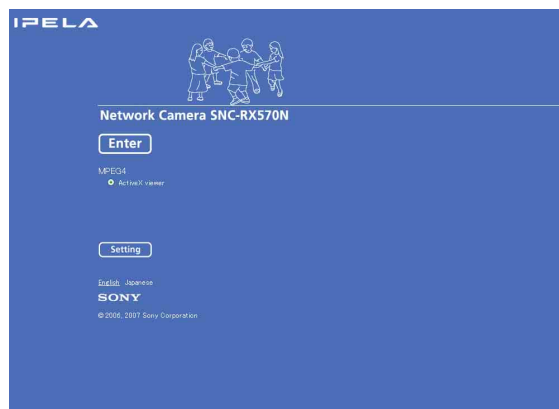 IPELA
Network Camera SNC-RX570N
Enter
MPEG4
ActiveX viewer
Setting
English Japanese
SONY
© 2006, 2007 Sony Corporation